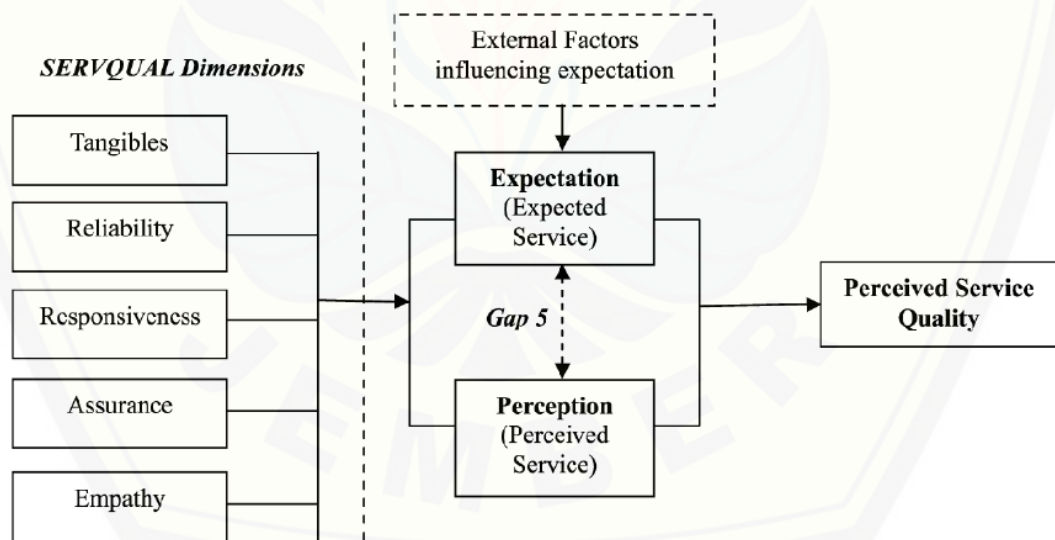 SERVQUAL Dimensions
Tangibles
Reliability
Responsiveness
Assurance
Empathy
External Factors
influencing expectation
Expectation
(Expected
Service)
Gap 5
Perception
(Perceived
Service)
Perceived Service
Quality
JEMBER